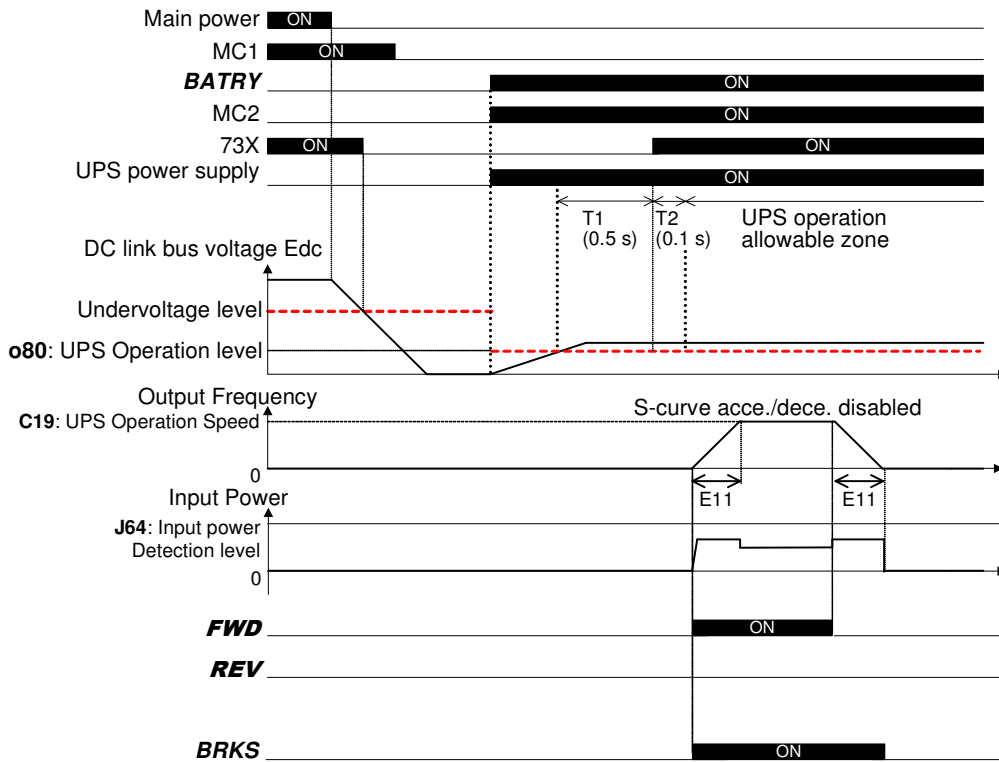 Main power ON
MC1 ON
BATRY ON
MC2 ON
73X ON ON
UPS power supply ON
T1 T2 UPS operation
(0.5 s) (0.1 s) allowable zone
DC link bus voltage Edc
Undervoltage level
o80: UPS Operation level
Output Frequency
S-curve acce./dece. disabled
C19: UPS Operation Speed
0
E11 E11
Input Power
J64: Input power
Detection level
0
FWD ON
REV
BRKS ON